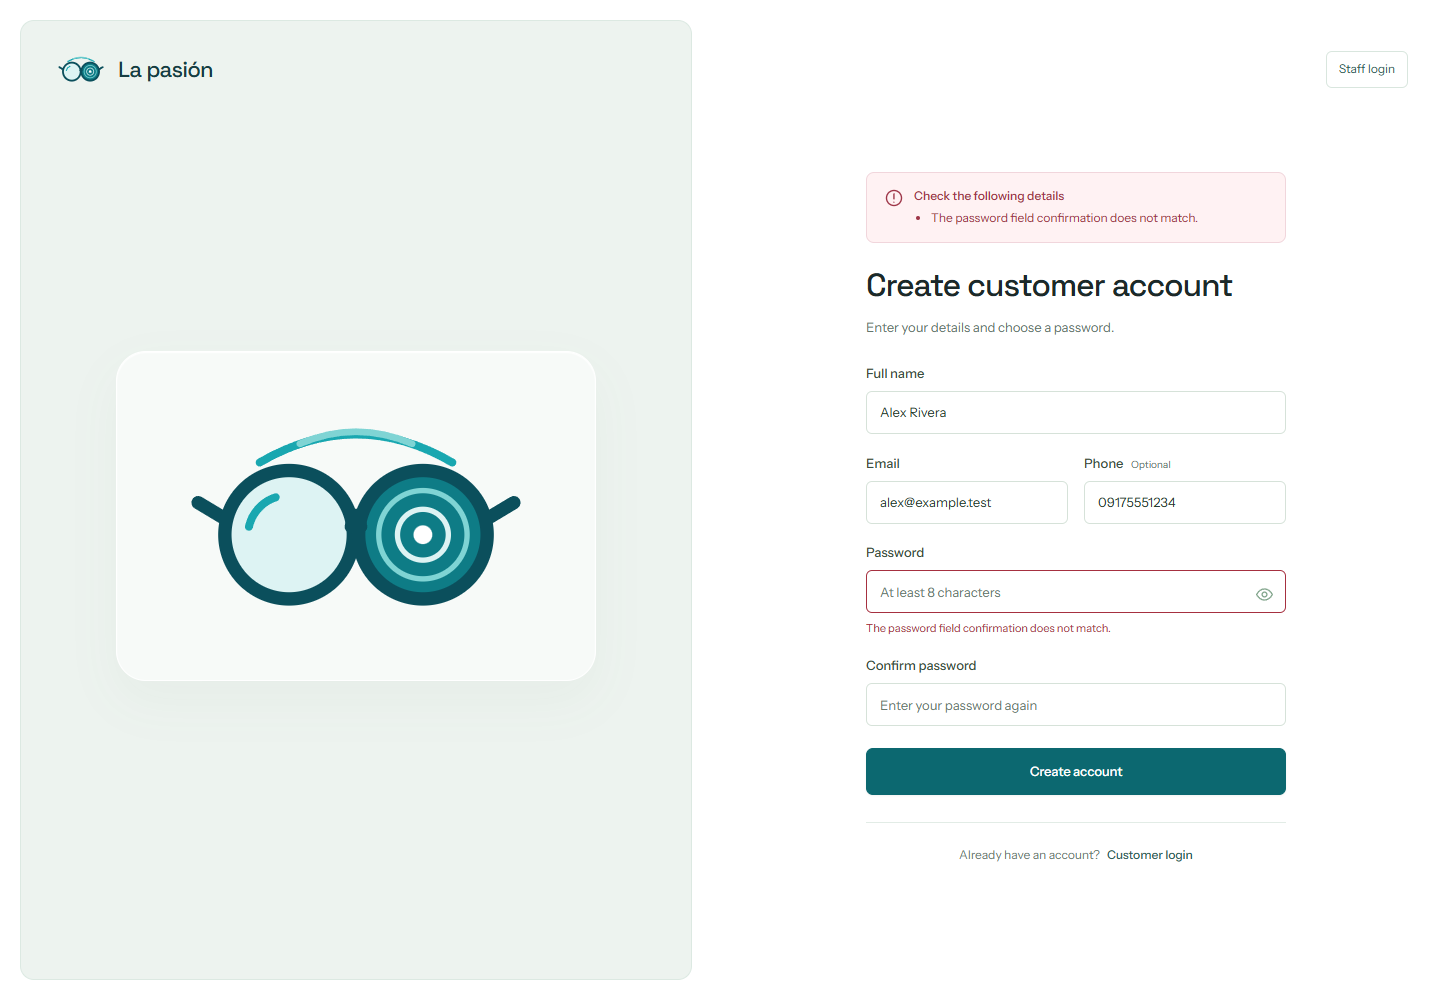 La pasión
Staff login
Check the following details
• The password field confirmation does not match.
Create customer account
Enter your details and choose a password.
Full name
Alex Rivera
Email
Phone Optional
alex@example.test
09175551234
Password
At least 8 characters
The password field confirmation does not match.
Confirm password
Enter your password again
Create account
Already have an account? Customer login